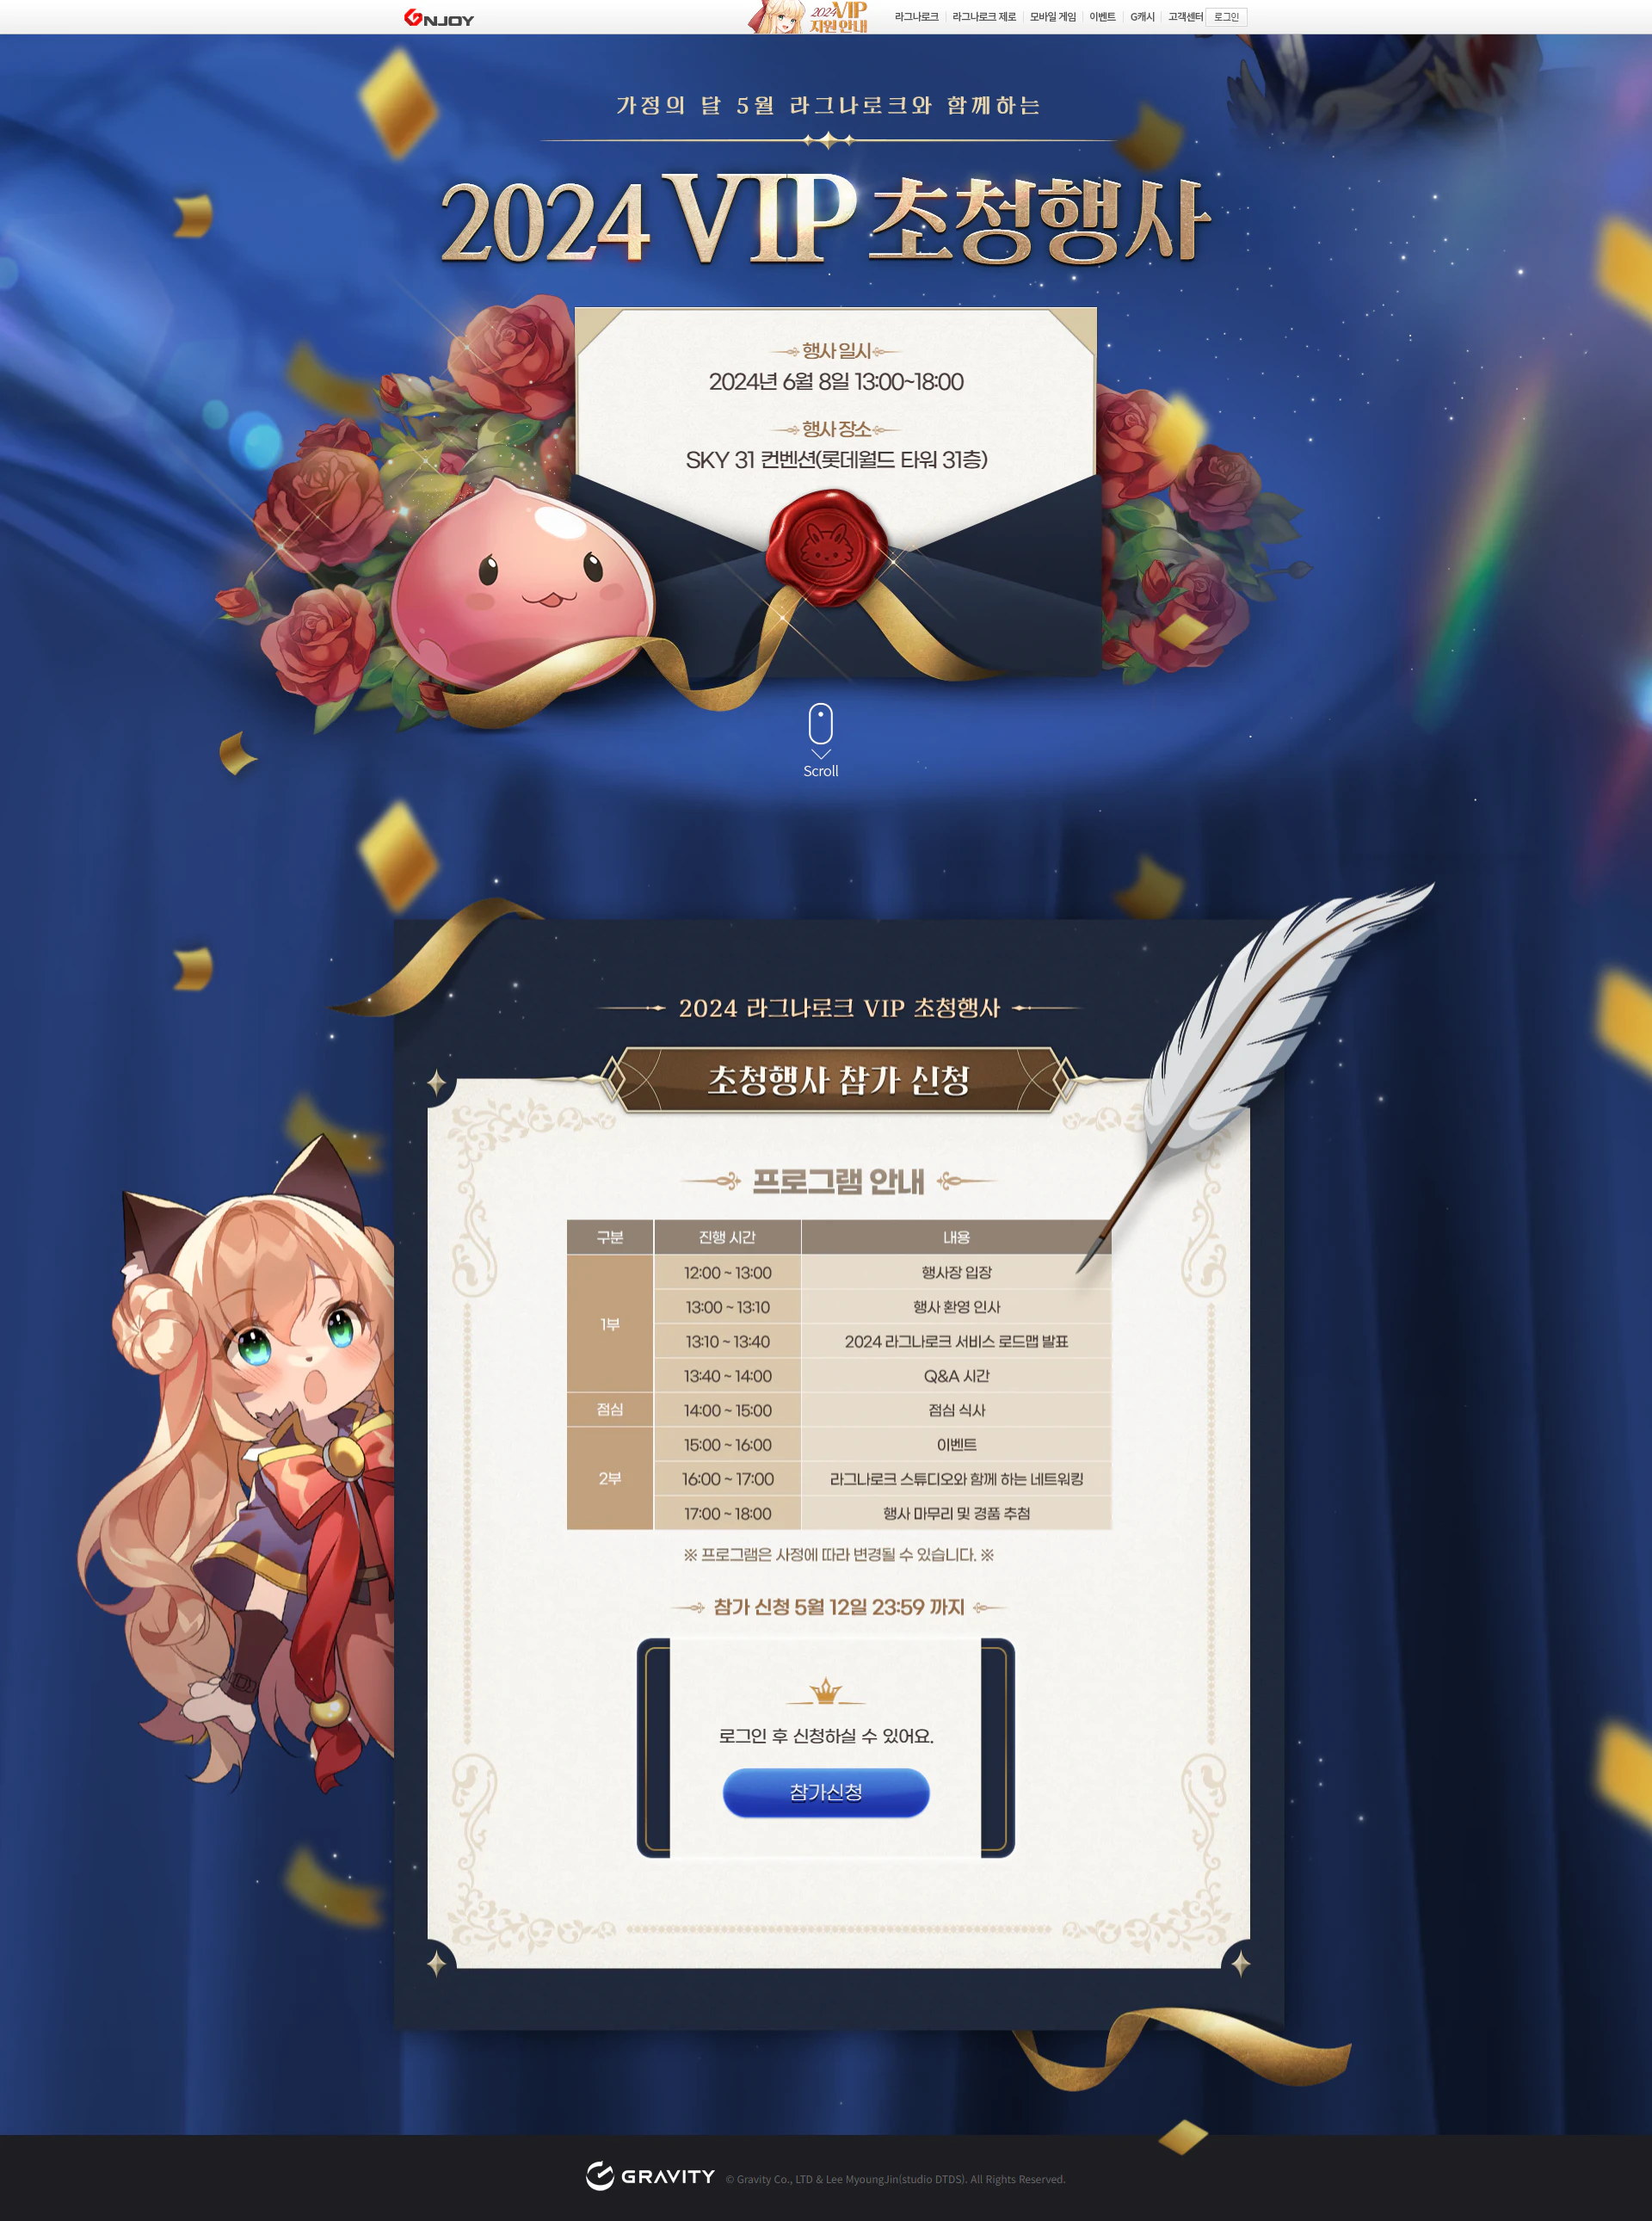 GNJOY
2024 VIP
지원 안내
라그나로크
라그나로크 제로
모바일 게임
이벤트
G캐시
고객센터
로그인
가정의 달 5월 라그나로크와 함께하는
2024 VIP 초청행사
행사 일시
2024년 6월 8일 13:00~18:00
행사 장소
SKY 31 컨벤션(롯데월드 타워 31층)
Scroll
2024 라그나로크 VIP 초청행사
초청행사 참가 신청
프로그램 안내
구분 진행 시간 내용
1부
12:00 ~ 13:00 행사장 입장
13:00 ~ 13:10 행사 환영 인사
13:10 ~ 13:40 2024 라그나로크 서비스 로드맵 발표
13:40 ~ 14:00 Q&A 시간
점심 14:00 ~ 15:00 점심 식사
2부
15:00 ~ 16:00 이벤트
16:00 ~ 17:00 라그나로크 스튜디오와 함께 하는 네트워킹
17:00 ~ 18:00 행사 마무리 및 경품 추첨
※ 프로그램은 사정에 따라 변경될 수 있습니다. ※
참가 신청 5월 12일 23:59 까지
로그인 후 신청하실 수 있어요.
참가신청
GRAVITY
© Gravity Co., LTD & Lee MyoungJin(studio DTDS). All Rights Reserved.